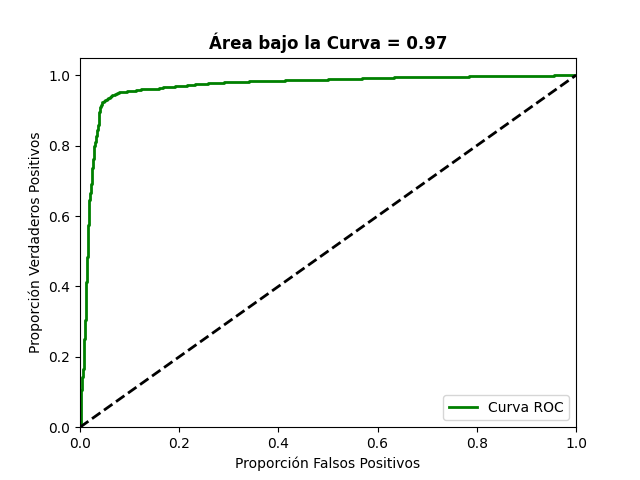 Área bajo la Curva = 0.97
Proporción Verdaderos Positivos
1.0
0.8
0.6
0.4
0.2
0.0
Curva ROC
0.0 0.2 0.4 0.6 0.8 1.0
Proporción Falsos Positivos